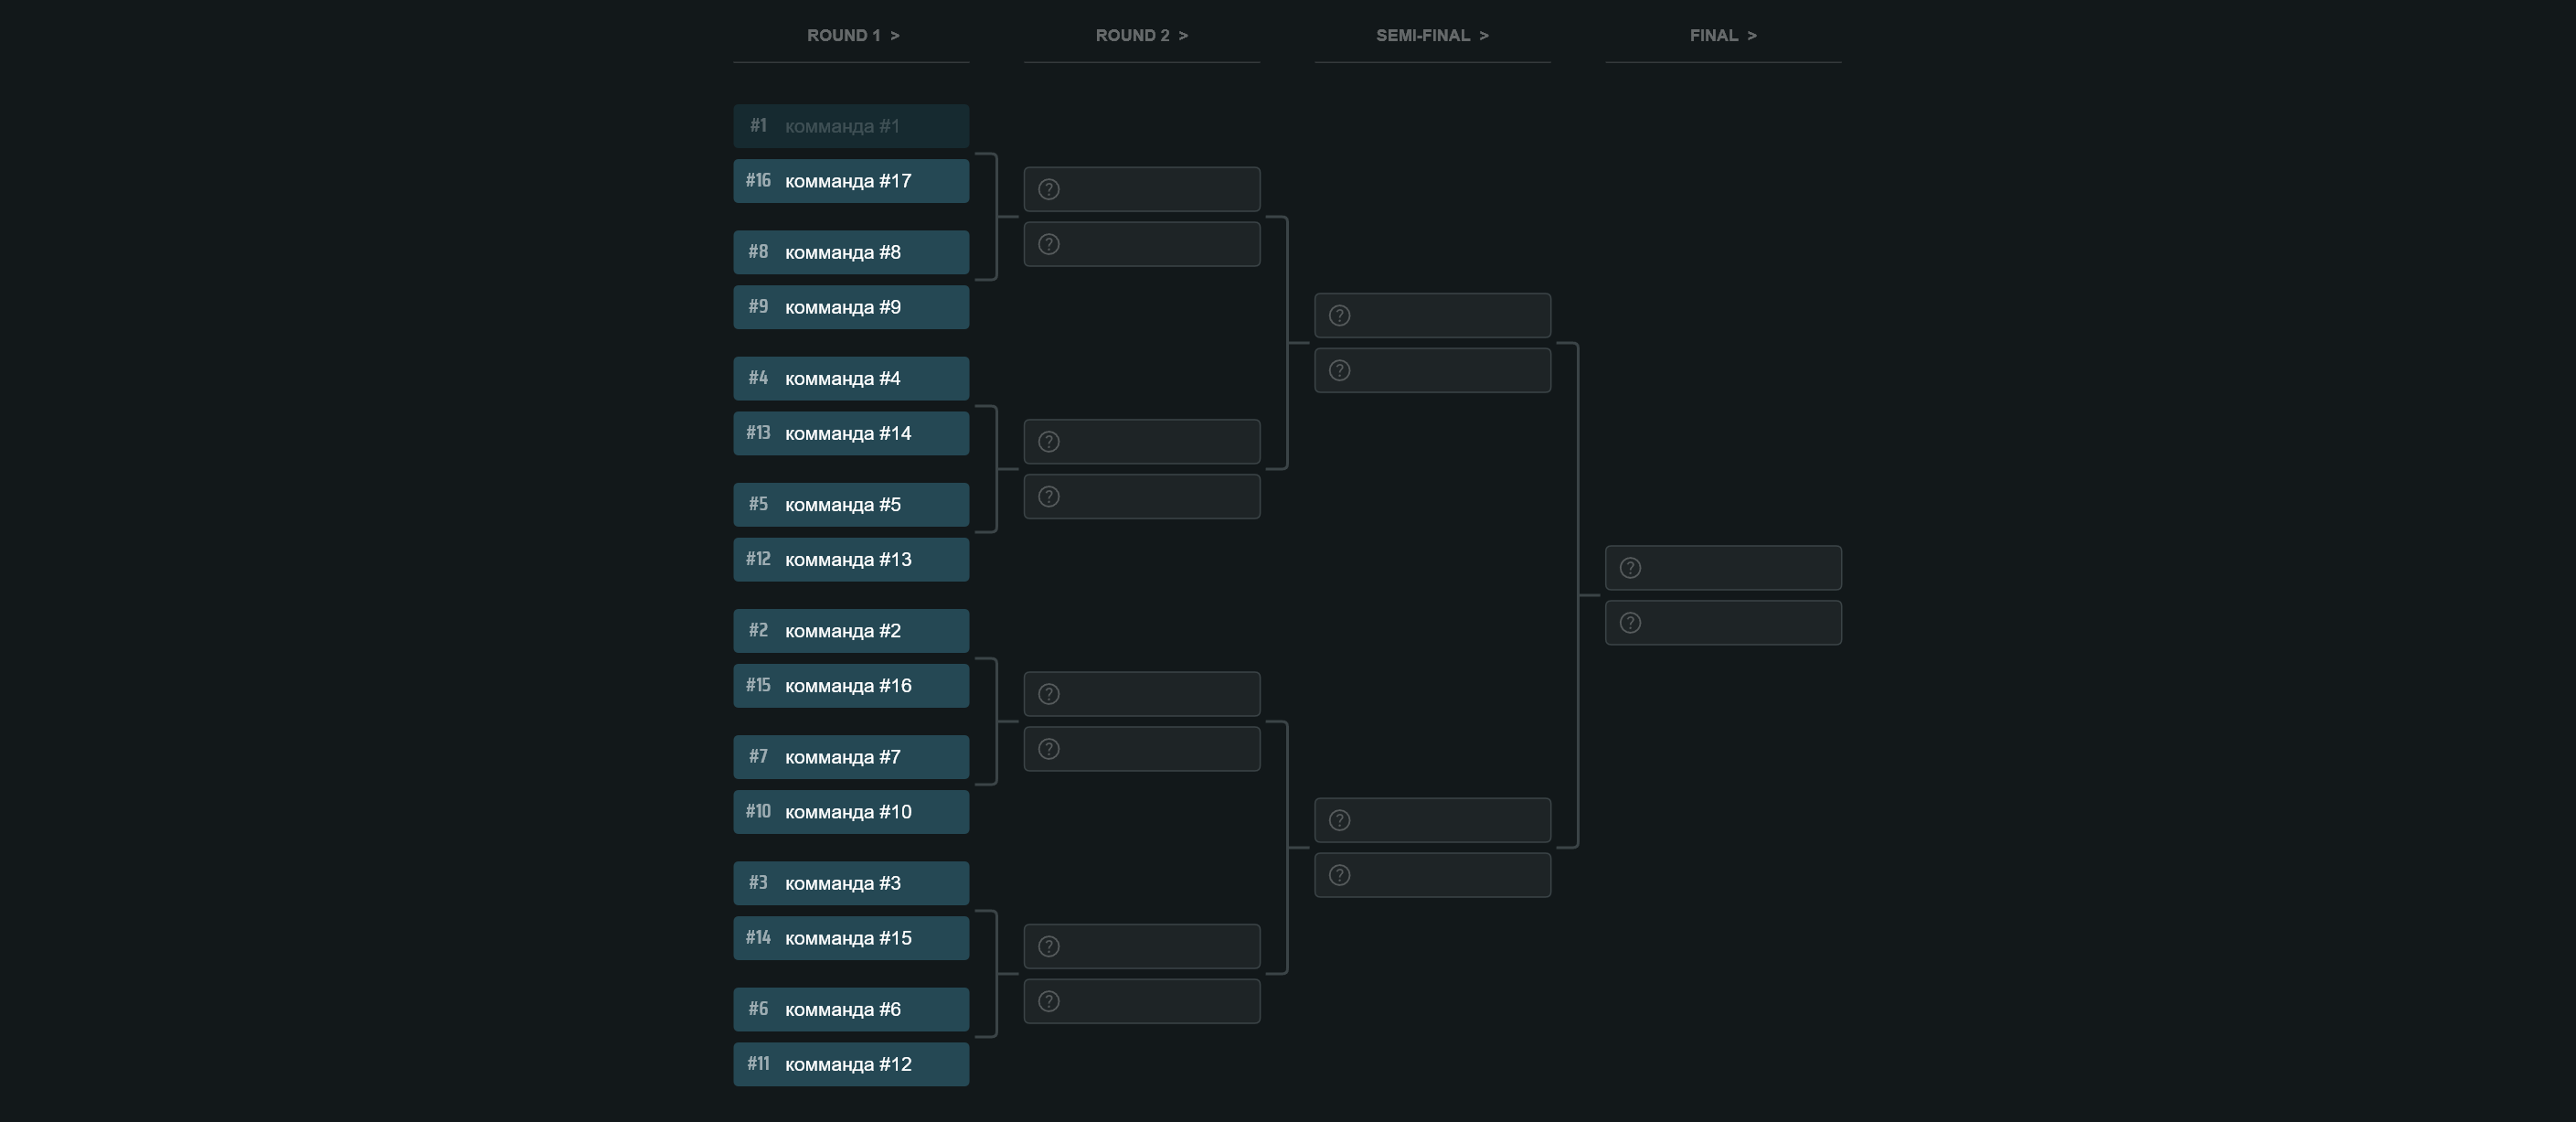 ROUND 1 >
ROUND 2 >
SEMI-FINAL >
FINAL >
#1 комманда #1
#16 комманда #17
#8 комманда #8
#9 комманда #9
#4 комманда #4
#13 комманда #14
#5 комманда #5
#12 комманда #13
#2 комманда #2
#15 комманда #16
#7 комманда #7
#10 комманда #10
#3 комманда #3
#14 комманда #15
#6 комманда #6
#11 комманда #12
?
?
?
?
?
?
?
?
?
?
?
?
?
?